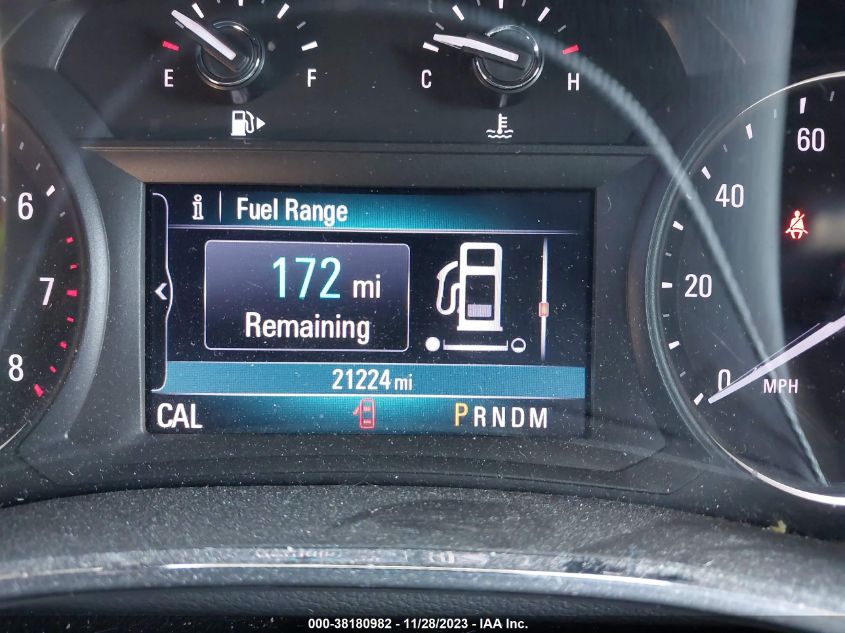 E F C H
60
40
6
i Fuel Range
172 mi
20
7
Remaining
8
21224 mi
0 MPH
CAL PRNDM
000-38180982 - 11/28/2023 - IAA Inc.